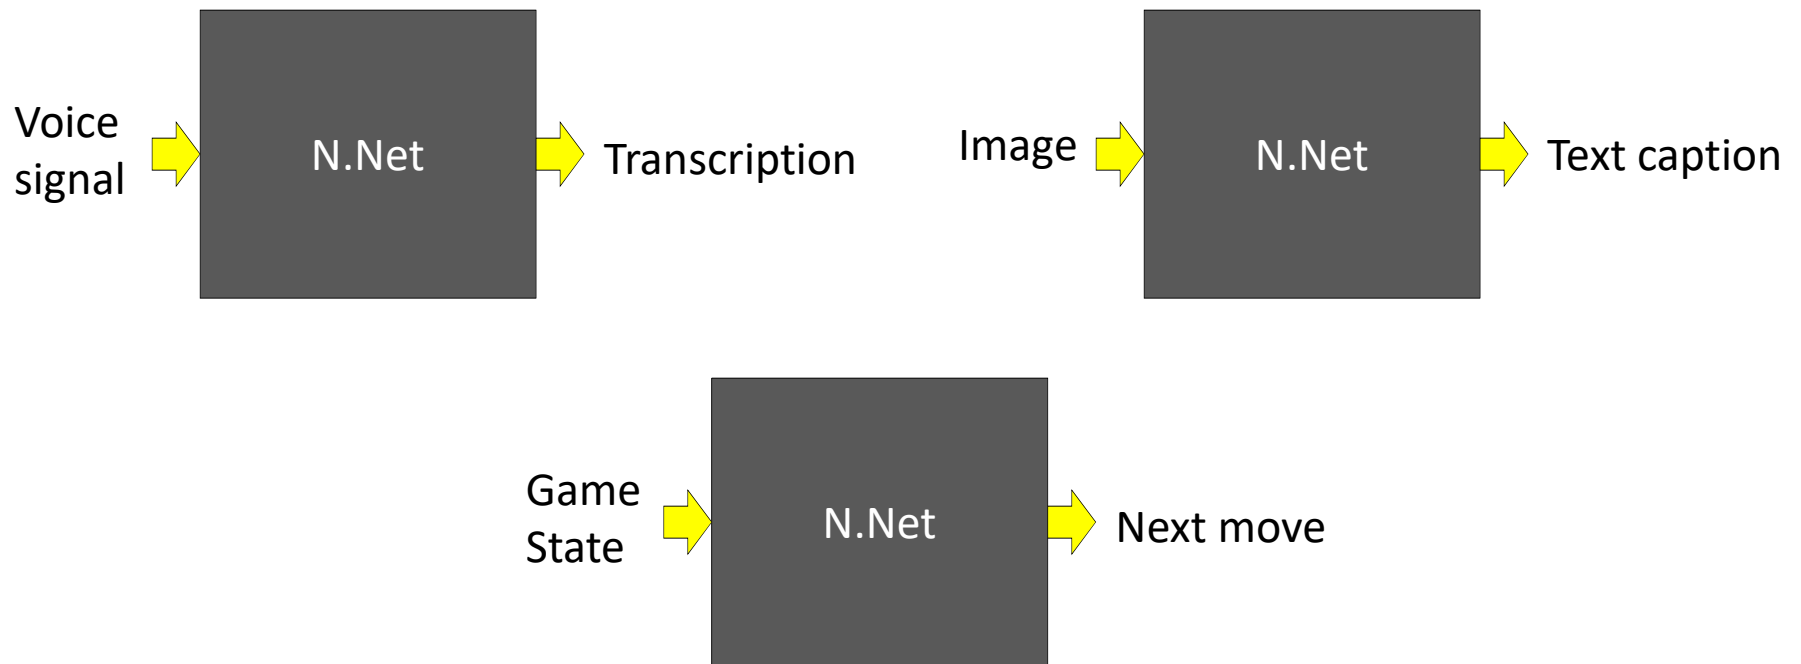 Voice
signal
N.Net
Transcription
Image
N.Net
Text caption
Game
State
N.Net
Next move